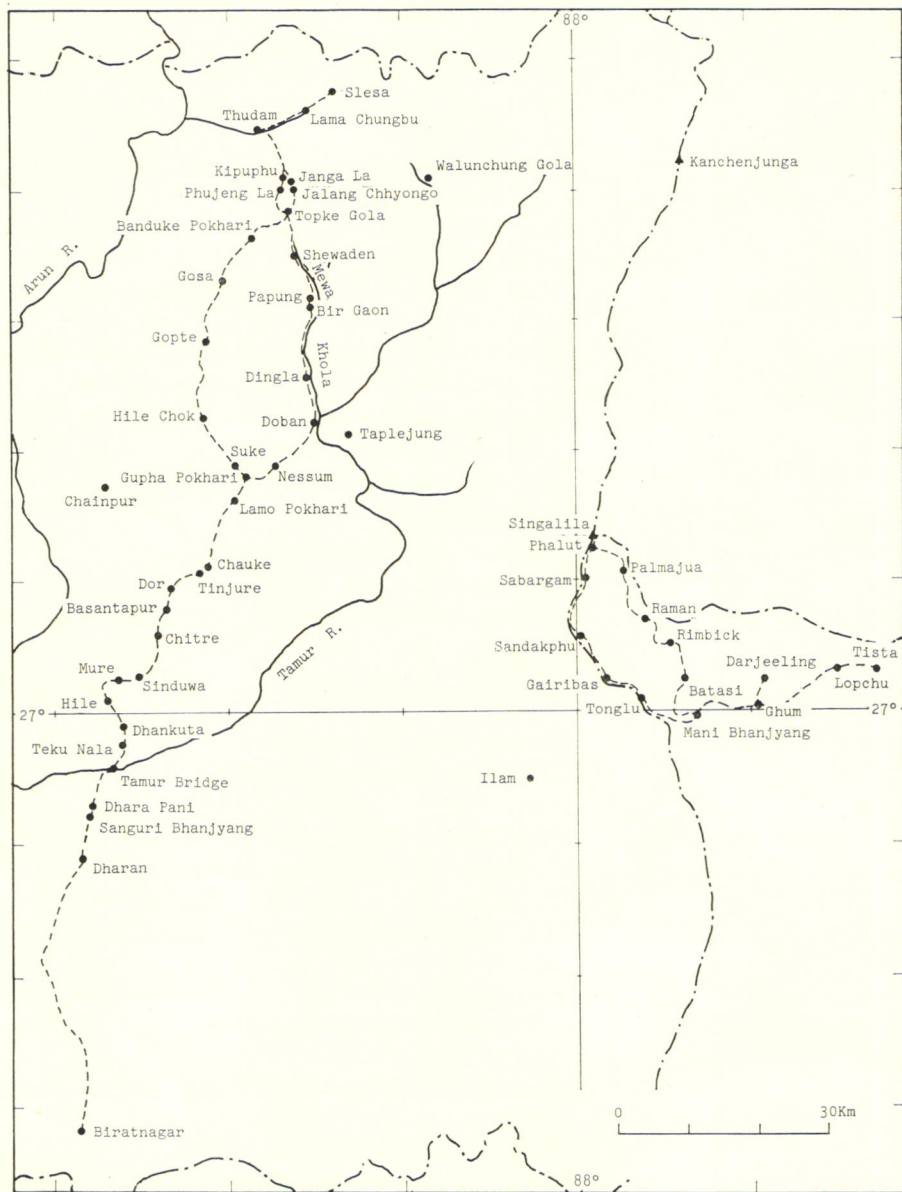 88°
Slesa
Thudam
Lama Chungbu
Kanchenjunga
Kipuphu
Janga La
Walunchung Gola
Phujeng La
Jalang Chhyongo
Topke Gola
Banduke Pokhari
Shewaden
Arun R.
Gosa
Mewa
Papung
Bir Gaon
Gopte
Khola
Dingla
Hile Chok
Doban
Taplejung
Suke
Gupha Pokhari
Nessum
Chainpur
Lamo Pokhari
Singalila
Phalut
Chauke
Palmajua
Tinjure
Sabargam
Dor
Basantapur
Raman
Chitre
Tamur R.
Sandakphu
Rimbick
Tista
Mure
Sinduwa
Darjeeling
Gairibas
Lopchu
Hile
Batasi
Tonglu
Ghum
27°
27°
Dhankuta
Mani Bhanjyang
Teku Nala
Tamur Bridge
Ilam
Dhara Pani
Sanguri Bhanjyang
Dharan
0 30Km
Biratnagar
88°